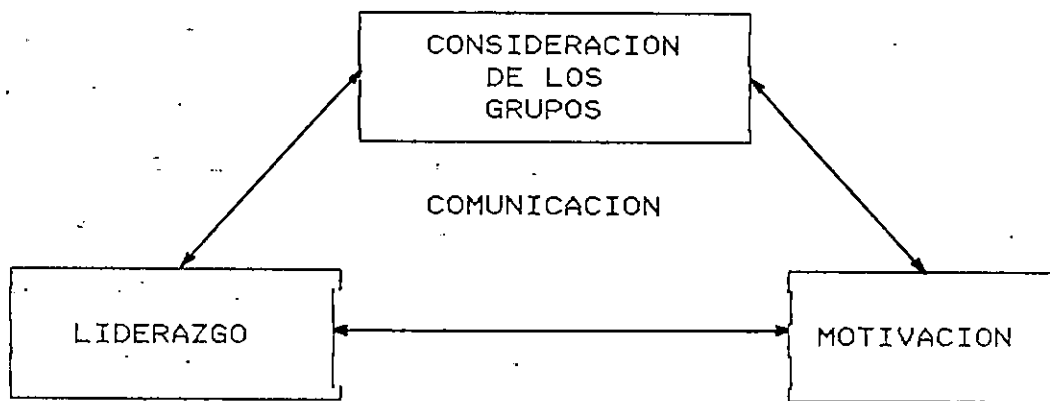 CONSIDERACION
DE LOS
GRUPOS
COMUNICACION
LIDERAZGO
MOTIVACION